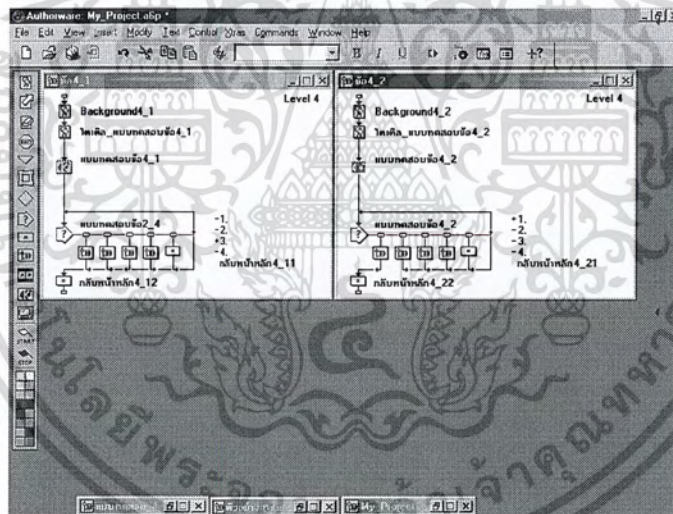 Authorware: My_Project.a6p *
File Edit View Insert Modify Text Control Xtras Commands Window Help
ข้อ4_1
Level 4
Background4_1
ไตเติล_แบบทดสอบข้อ4_1
แบบทดสอบข้อ4_1
แบบทดสอบข้อ2_4
-1.
-2.
+3.
-4.
กลับหน้าหลัก4_11
กลับหน้าหลัก4_12
ข้อ4_2
Level 4
Background4_2
ไตเติล_แบบทดสอบข้อ4_2
แบบทดสอบข้อ4_2
แบบทดสอบข้อ4_2
+1.
-2.
-3.
-4.
กลับหน้าหลัก4_21
กลับหน้าหลัก4_22
START
STOP
My_Project